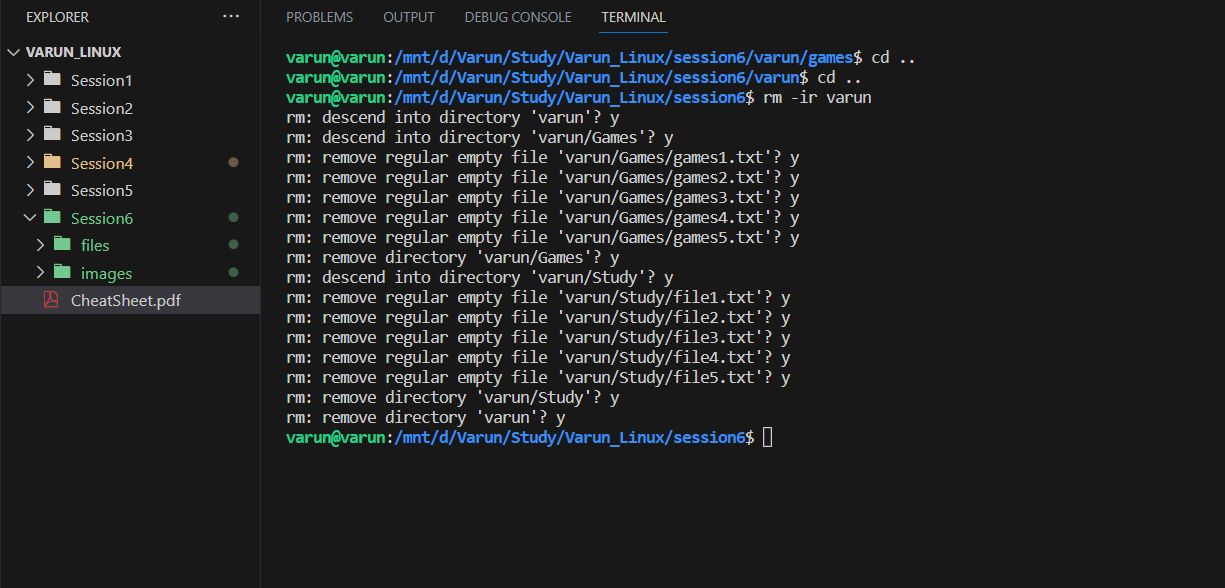 EXPLORER
...
VARUN_LINUX
Session1
Session2
Session3
Session4
Session5
Session6
files
images
CheatSheet.pdf
PROBLEMS OUTPUT DEBUG CONSOLE TERMINAL
varun@varun:/mnt/d/Varun/Study/Varun_Linux/session6/varun/games$ cd ..
varun@varun:/mnt/d/Varun/Study/Varun_Linux/session6/varun$ cd ..
varun@varun:/mnt/d/Varun/Study/Varun_Linux/session6$ rm -ir varun
rm: descend into directory 'varun'? y
rm: descend into directory 'varun/Games'? y
rm: remove regular empty file 'varun/Games/games1.txt'? y
rm: remove regular empty file 'varun/Games/games2.txt'? y
rm: remove regular empty file 'varun/Games/games3.txt'? y
rm: remove regular empty file 'varun/Games/games4.txt'? y
rm: remove regular empty file 'varun/Games/games5.txt'? y
rm: remove directory 'varun/Games'? y
rm: descend into directory 'varun/Study'? y
rm: remove regular empty file 'varun/Study/file1.txt'? y
rm: remove regular empty file 'varun/Study/file2.txt'? y
rm: remove regular empty file 'varun/Study/file3.txt'? y
rm: remove regular empty file 'varun/Study/file4.txt'? y
rm: remove regular empty file 'varun/Study/file5.txt'? y
rm: remove directory 'varun/Study'? y
rm: remove directory 'varun'? y
varun@varun:/mnt/d/Varun/Study/Varun_Linux/session6$